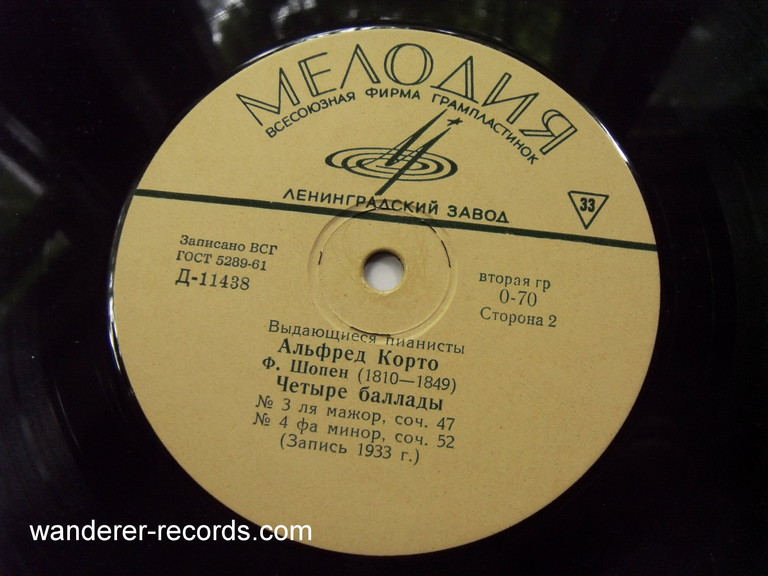 МЕЛОДИЯ
ВСЕСОЮЗНАЯ ФИРМА ГРАМПЛАСТИНОК
ЛЕНИНГРАДСКИЙ ЗАВОД
33
Записано ВСГ
ГОСТ 5289-61
Д-11438
вторая гр
0-70
Сторона 2
Выдающиеся пианисты
Альфред Корто
Ф. Шопен (1810—1849)
Четыре баллады
№ 3 ля мажор, соч. 47
№ 4 фа минор, соч. 52
(Запись 1933 г.)
wanderer-records.com